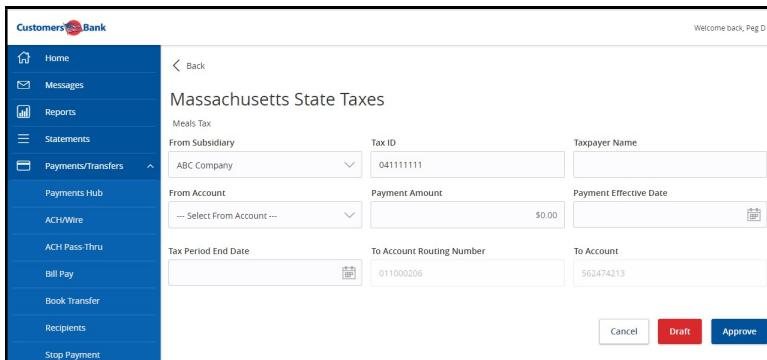 Customers Bank
Welcome back, Peg D
Home
Messages
Reports
Statements
Payments/Transfers
Payments Hub
ACH/Wire
ACH Pass-Thru
Bill Pay
Book Transfer
Recipients
Stop Payment
Back
Massachusetts State Taxes
Meals Tax
From Subsidiary Tax ID Taxpayer Name
ABC Company 041111111
From Account Payment Amount Payment Effective Date
--- Select From Account --- $0.00
Tax Period End Date To Account Routing Number To Account
011000206 562474213
Cancel Draft Approve